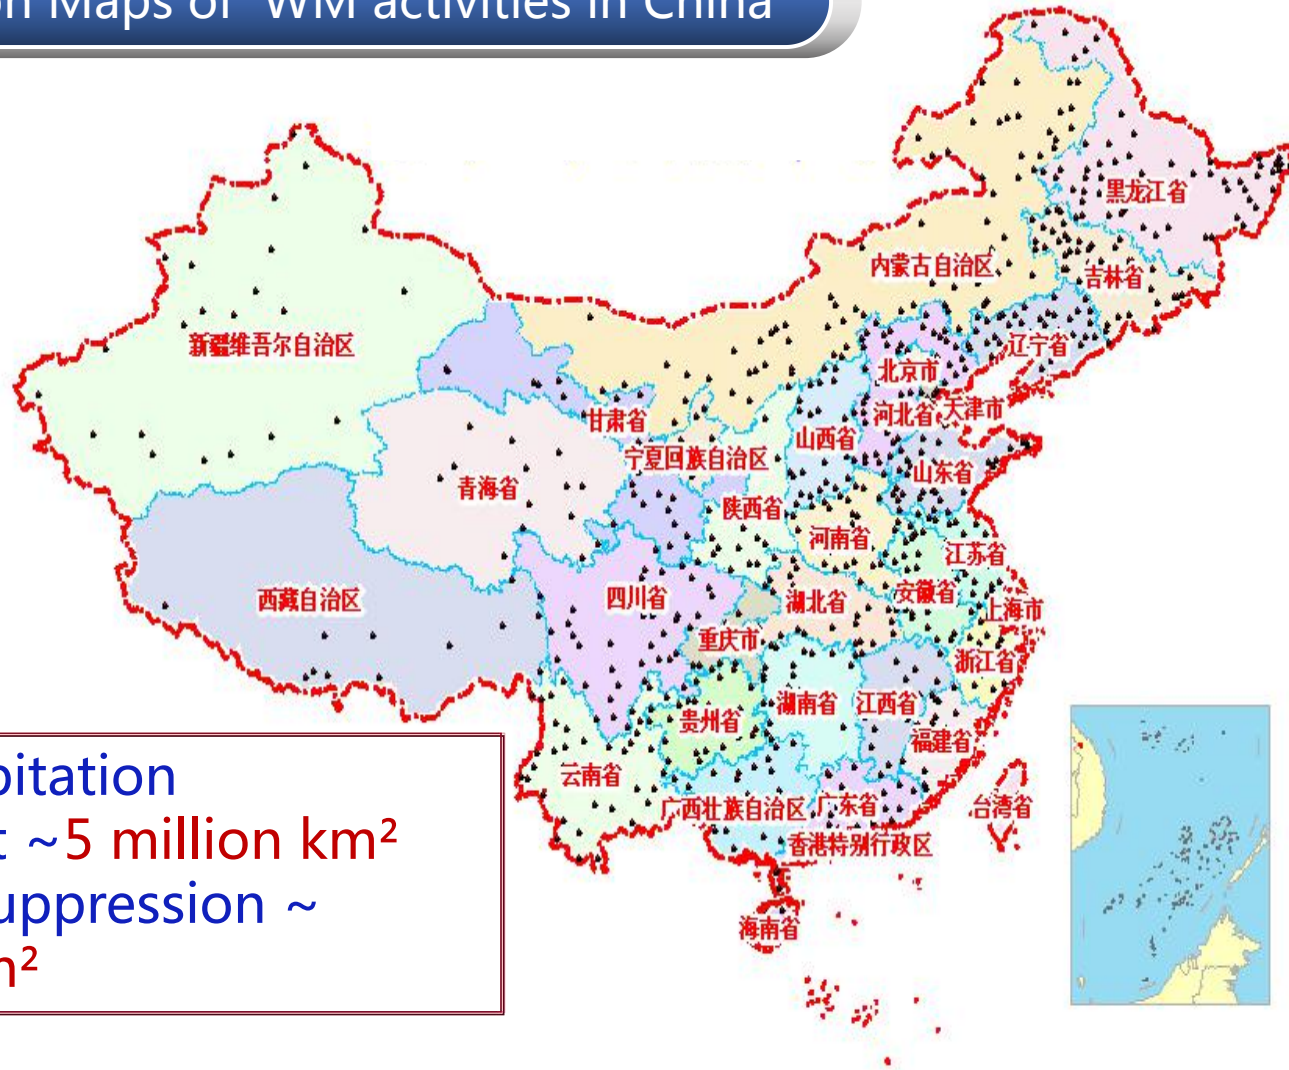 on Maps of WM activities in China
黑龙江省
内蒙古自治区
吉林省
新疆维吾尔自治区
辽宁省
北京市
甘肃省
河北省
天津市
山西省
宁夏回族自治区
山东省
青海省
陕西省
河南省
江苏省
西藏自治区
四川省
湖北省
安徽省
上海市
重庆市
浙江省
贵州省
湖南省
江西省
福建省
云南省
广西壮族自治区
广东省
台湾省
香港特别行政区
海南省
pitation
t ~5 million km²
uppression ~
m²